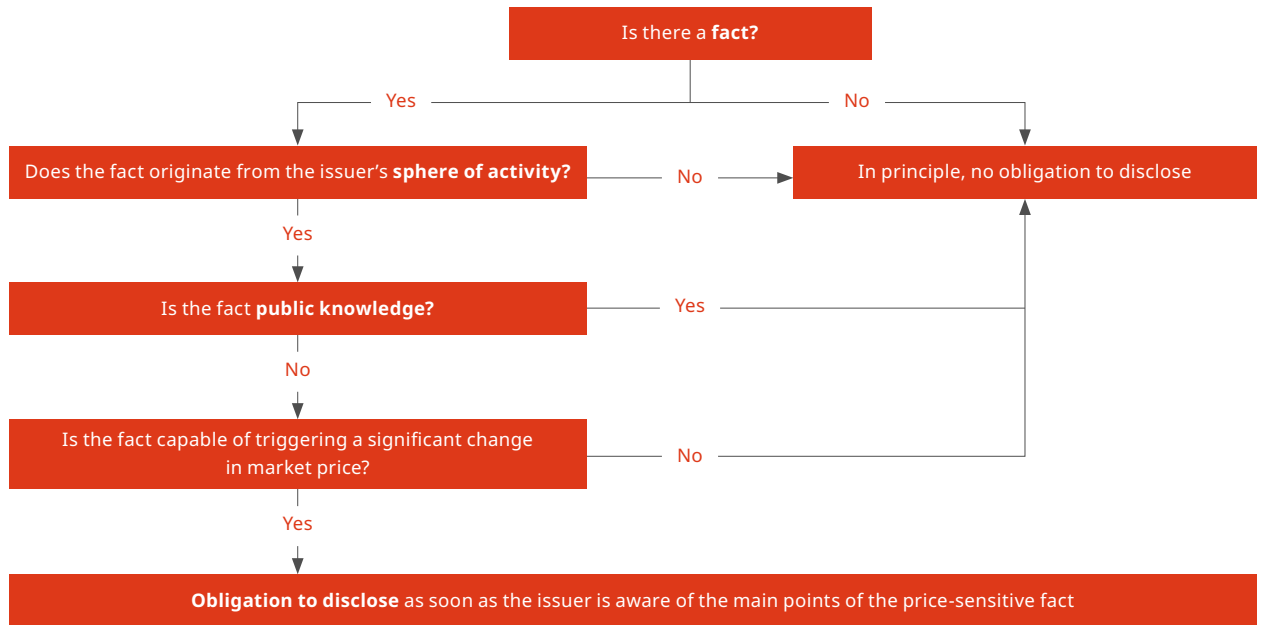 Is there a fact?
Yes
No
Does the fact originate from the issuer’s sphere of activity?
No
In principle, no obligation to disclose
Yes
Is the fact public knowledge?
Yes
No
Is the fact capable of triggering a significant change
in market price?
No
Yes
Obligation to disclose as soon as the issuer is aware of the main points of the price-sensitive fact